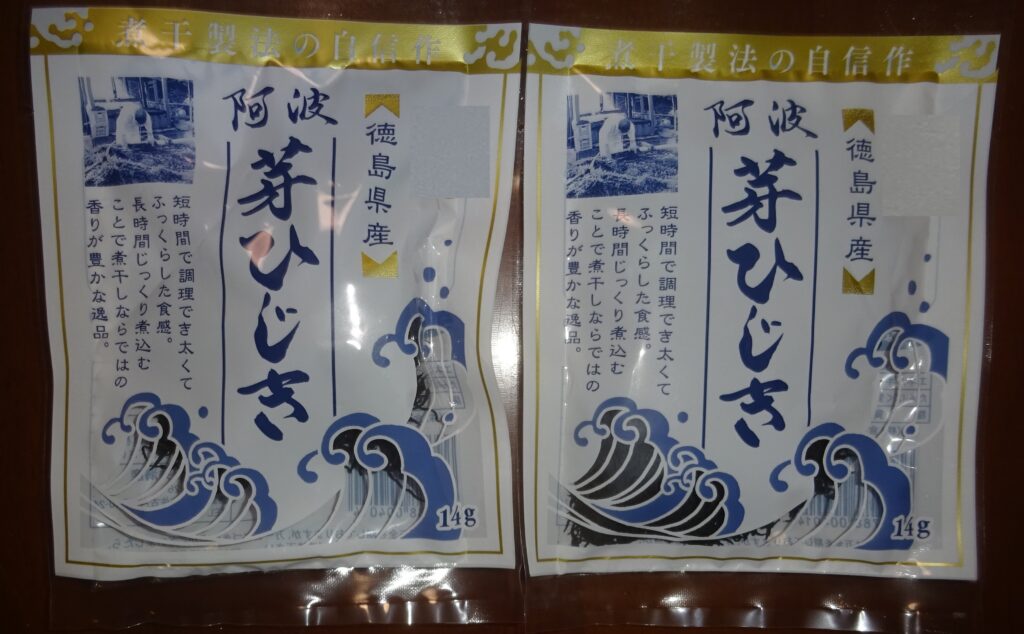 煮干製法の自信作
徳島県産
阿波
芽ひじき
短時間で調理でき太くて
ふっくらした食感。
長時間じっくり煮込む
ことで煮干しならではの
香りが豊かな逸品。
14g
煮干製法の自信作
徳島県産
阿波
芽ひじき
短時間で調理でき太くて
ふっくらした食感。
長時間じっくり煮込む
ことで煮干しならではの
香りが豊かな逸品。
14g